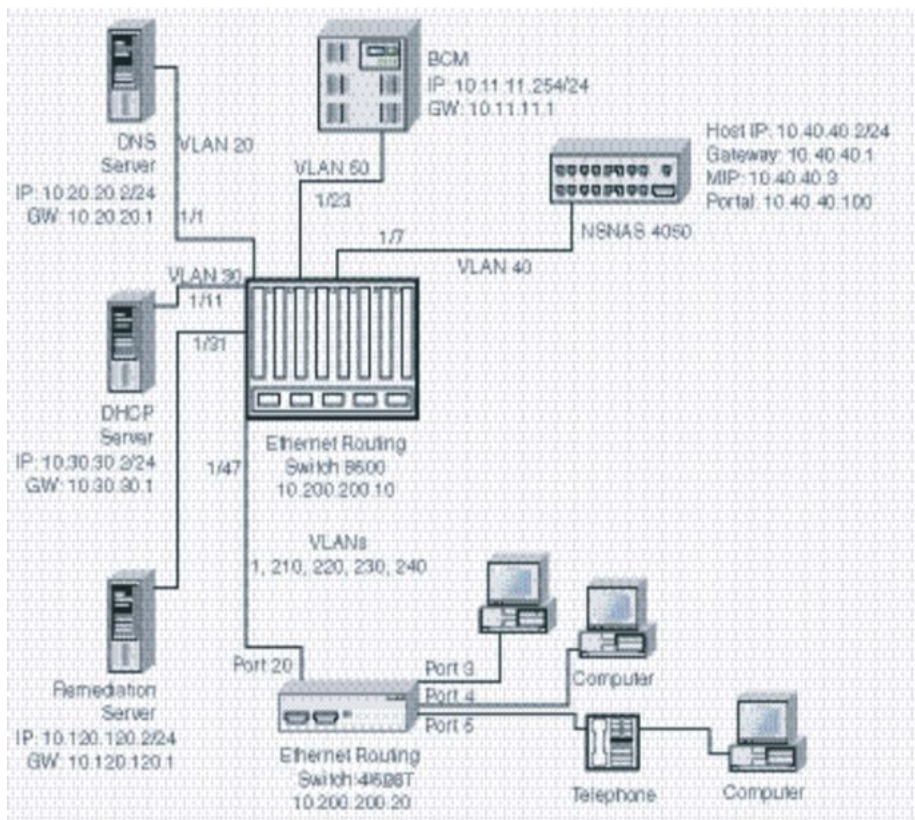 DNS
Server
IP: 10.20.20.2/24
GW: 10.20.20.1
VLAN 20
1/1
BCM
IP: 10.11.11.254/24
GW: 10.11.11.1
VLAN
1/23
Host IP: 10.40.40.2/24
Gateway: 10.40.40.1
MIP: 10.40.40.3
Portal: 10.40.40.100
NSNAS 4050
1/7
VLAN 40
VLAN 30
1/11
1/31
DHCP
Server
IP: 10.30.30.2/24
GW: 10.30.30.1
Ethernet Routing
Switch 8600
10.200.200.10
1/47
VLANs
1, 210, 220, 230, 240
Port 20
Port 3
Port 4
Port
Computer
Remediation
Server
IP: 10.120.120.2/24
GW: 10.120.120.1
Ethernet Routing
Switch
10.200.200.20
Telephone
Computer